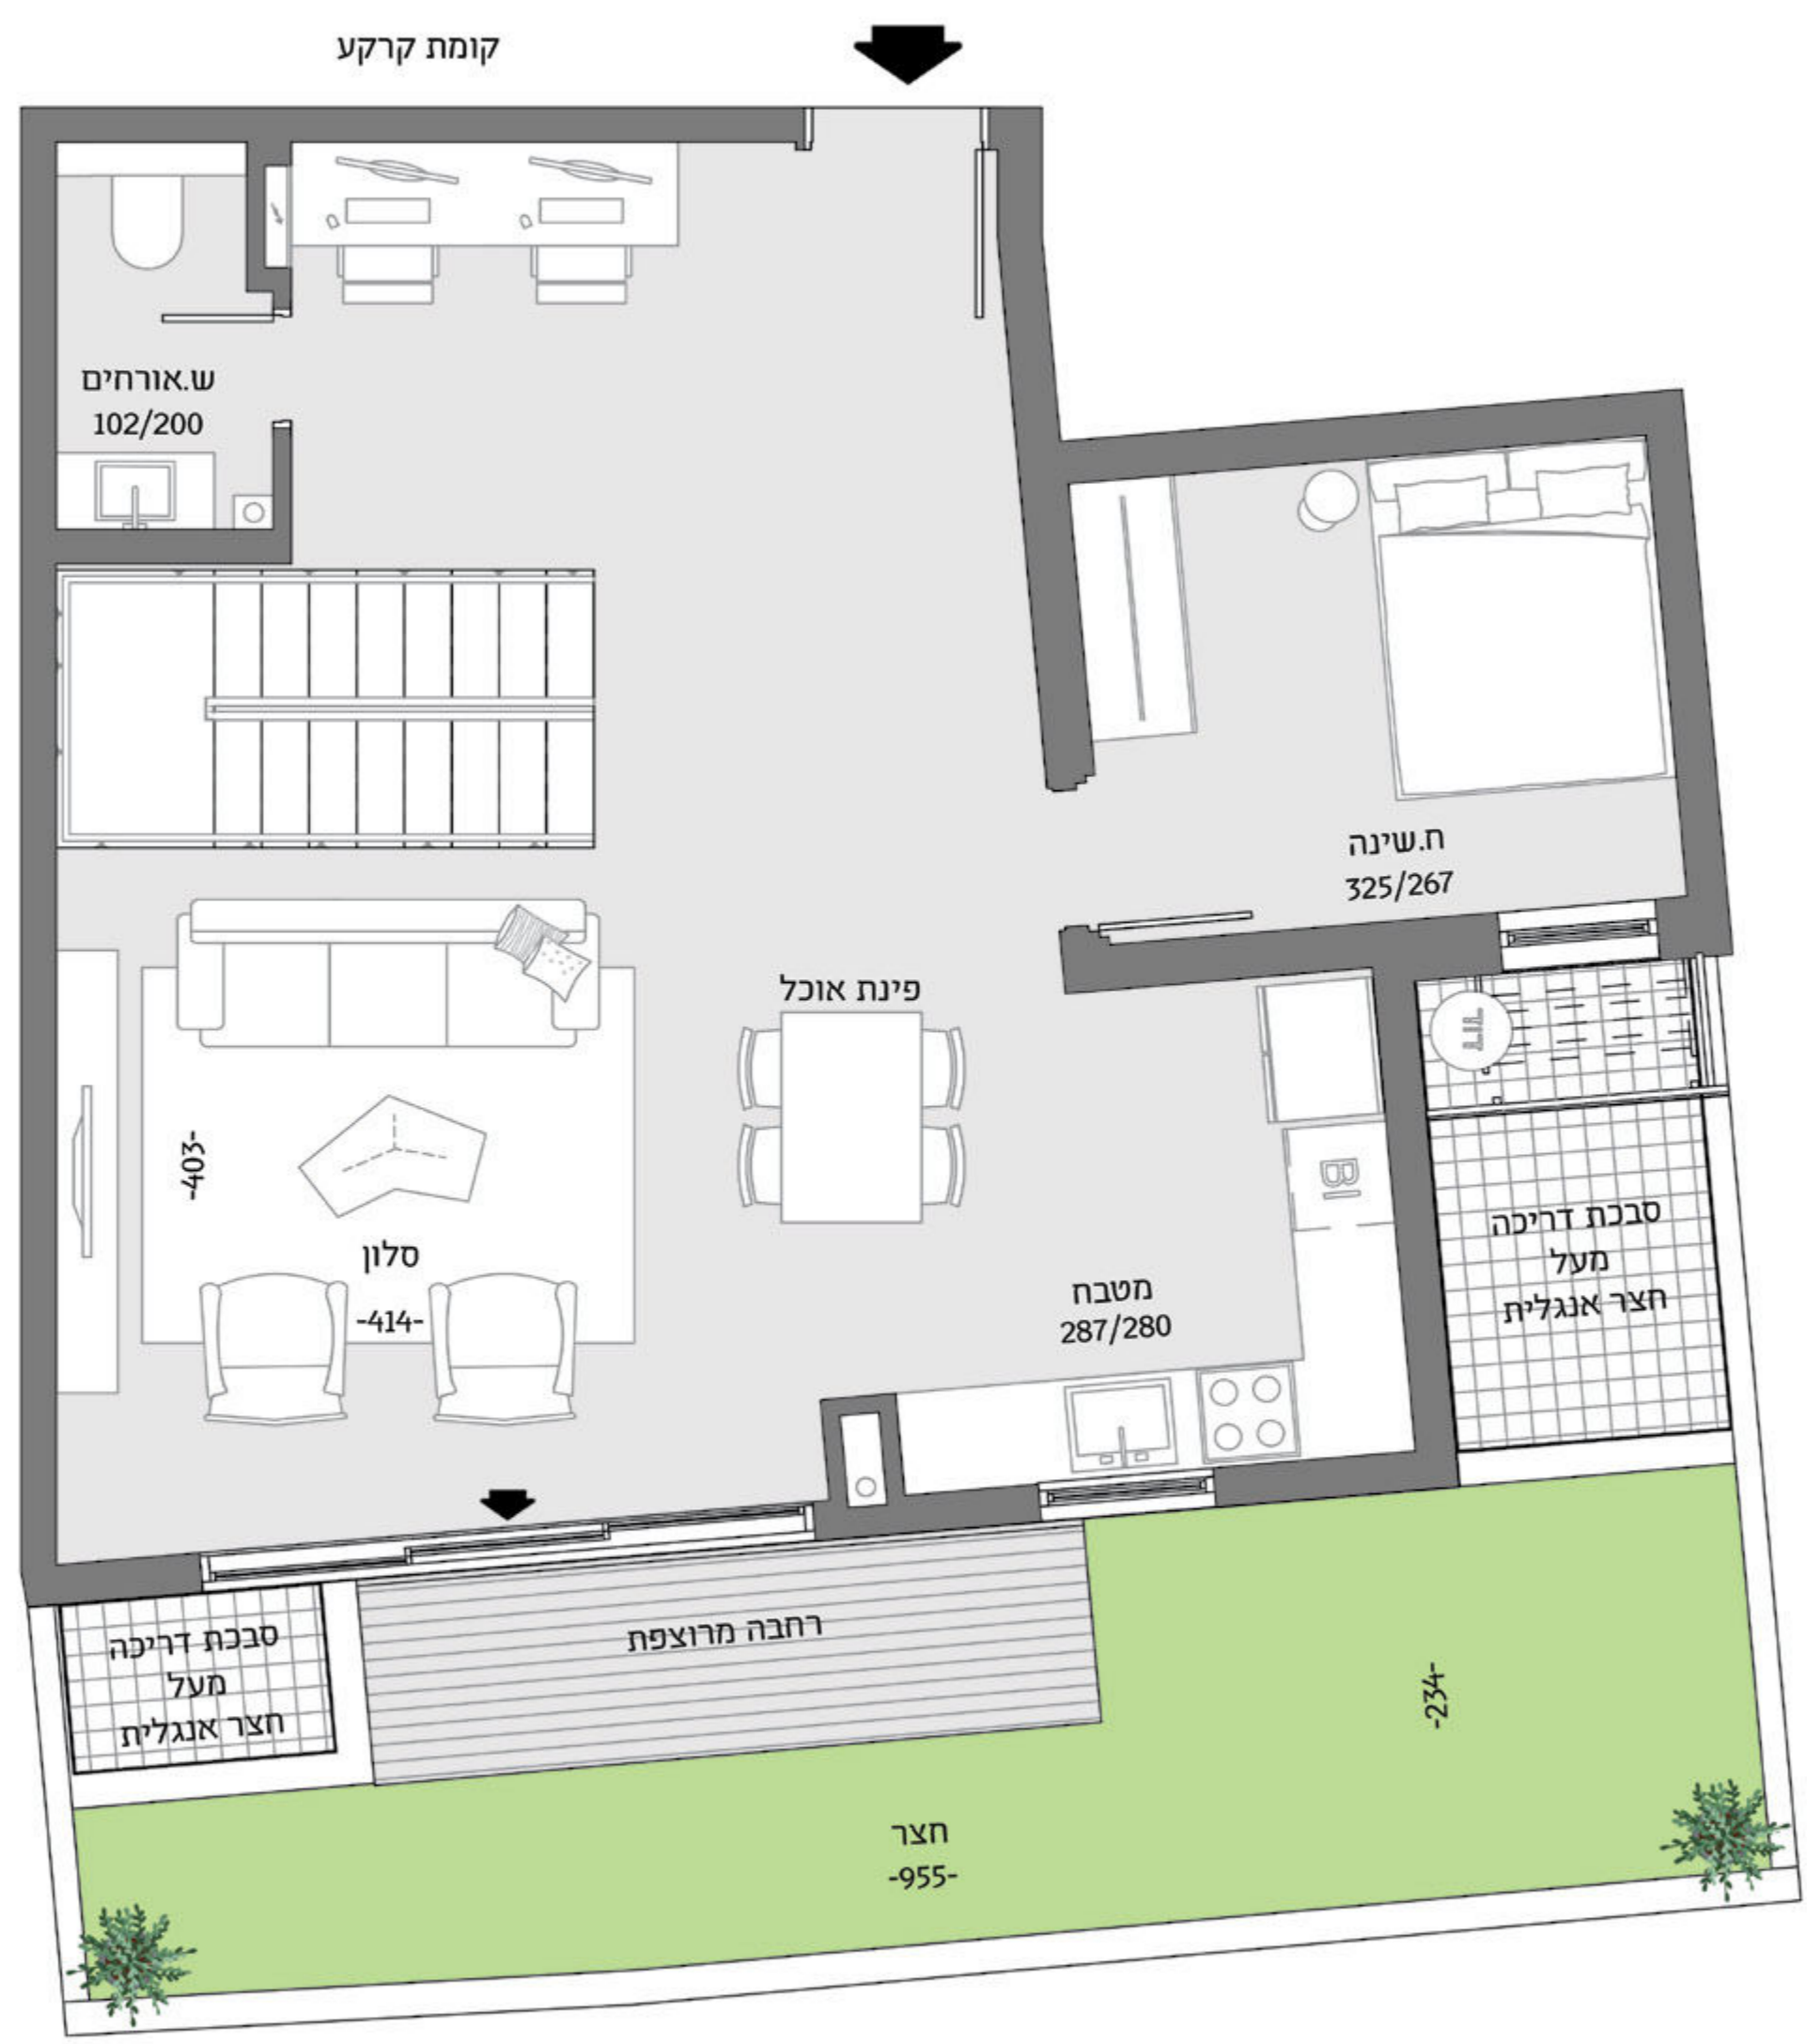 קומת קרקע
ש.אורחים
102/200
ח.שינה
325/267
פינת אוכל
-403-
סלון
-414-
BI
מטבח
287/280
סבכת דריכה
מעל
חצר אנגלית
סבכת דריכה
מעל
חצר אנגלית
רחבה מרוצפת
-234-
חצר
-955-